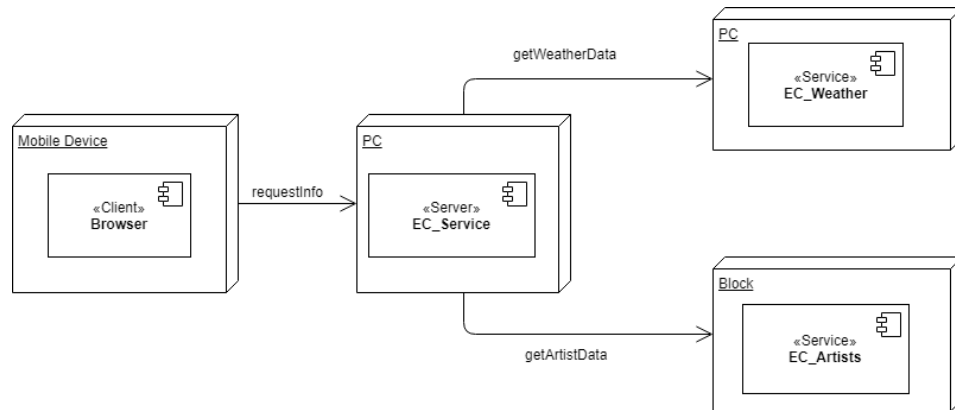 Mobile Device
«Client»
Browser
requestInfo
PC
«Server»
EC_Service
getWeatherData
PC
«Service»
EC_Weather
getArtistData
Block
«Service»
EC_Artists